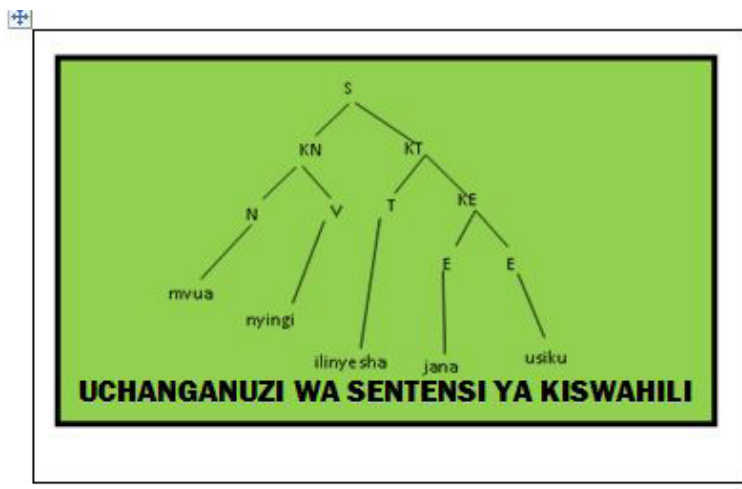 S
KN KT
N V T KE
E E
mvua
nyingi
ilinyesha jana usiku
UCHANGANUZI WA SENTENSI YA KISWAHILI